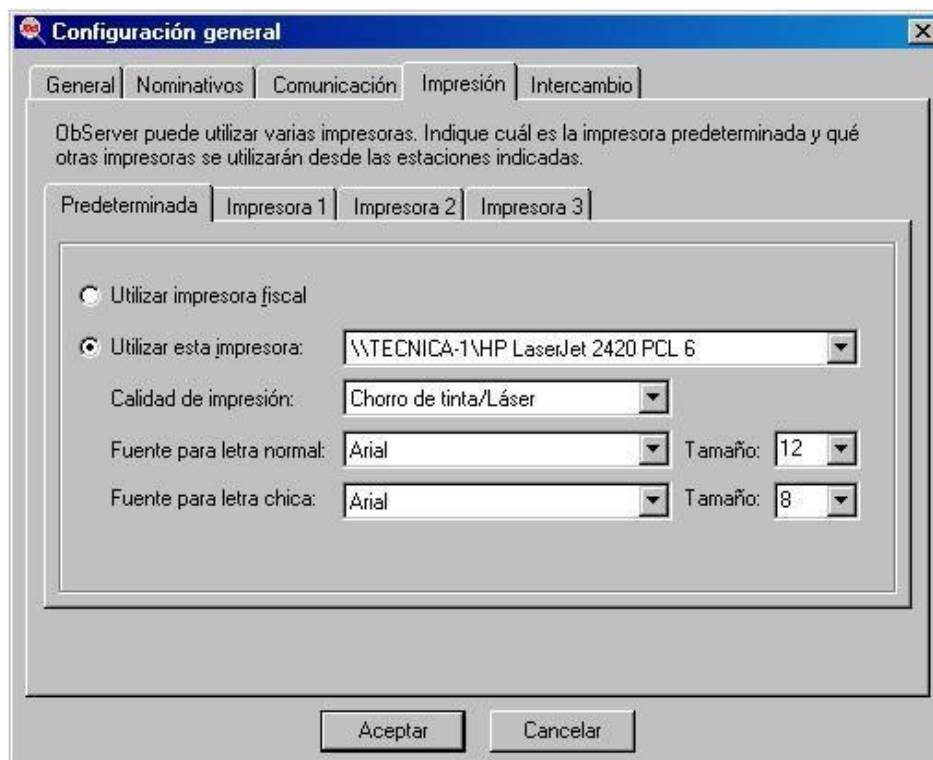 Configuración general
General Nominativos Comunicación Impresión Intercambio
ObServer puede utilizar varias impresoras. Indique cuál es la impresora predeterminada y qué
otras impresoras se utilizarán desde las estaciones indicadas.
Predeterminada Impresora 1 Impresora 2 Impresora 3
Utilizar impresora fiscal
Utilizar esta impresora: \\TECNICA-1\HP LaserJet 2420 PCL 6
Calidad de impresión: Chorro de tinta/Láser
Fuente para letra normal: Arial Tamaño: 12
Fuente para letra chica: Arial Tamaño: 8
Aceptar Cancelar